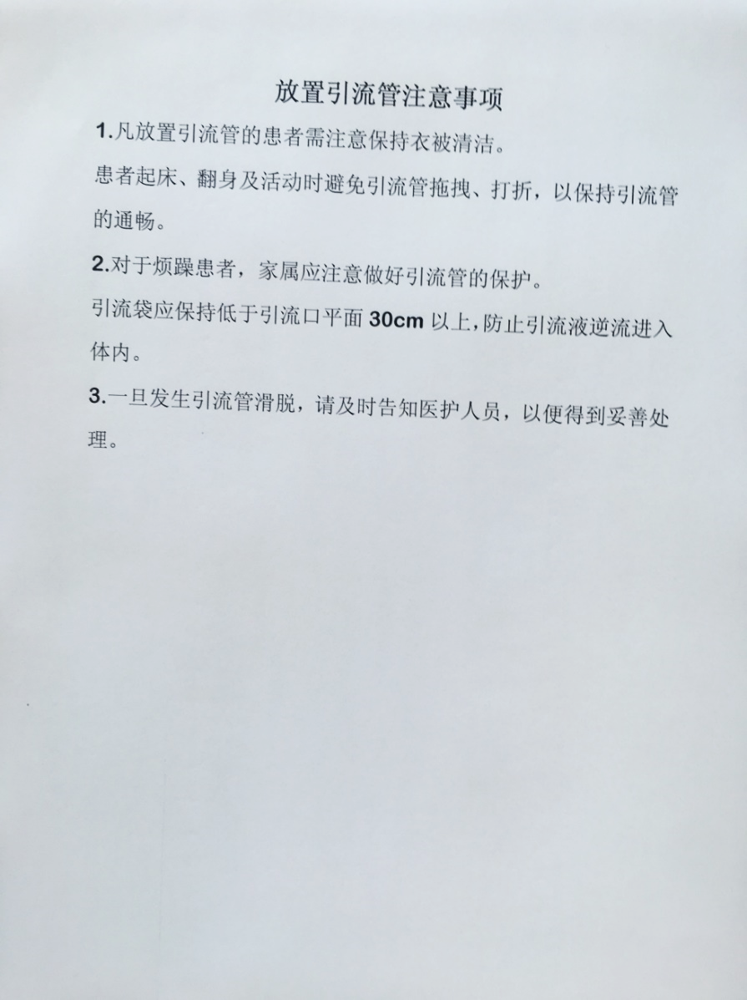 放置引流管注意事项
1.凡放置引流管的患者需注意保持衣被清洁。
患者起床、翻身及活动时避免引流管拖拽、打折，以保持引流管
的通畅。
2.对于烦躁患者，家属应注意做好引流管的保护。
引流袋应保持低于引流口平面 30cm 以上,防止引流液逆流进入
体内。
3.一旦发生引流管滑脱，请及时告知医护人员，以便得到妥善处
理。